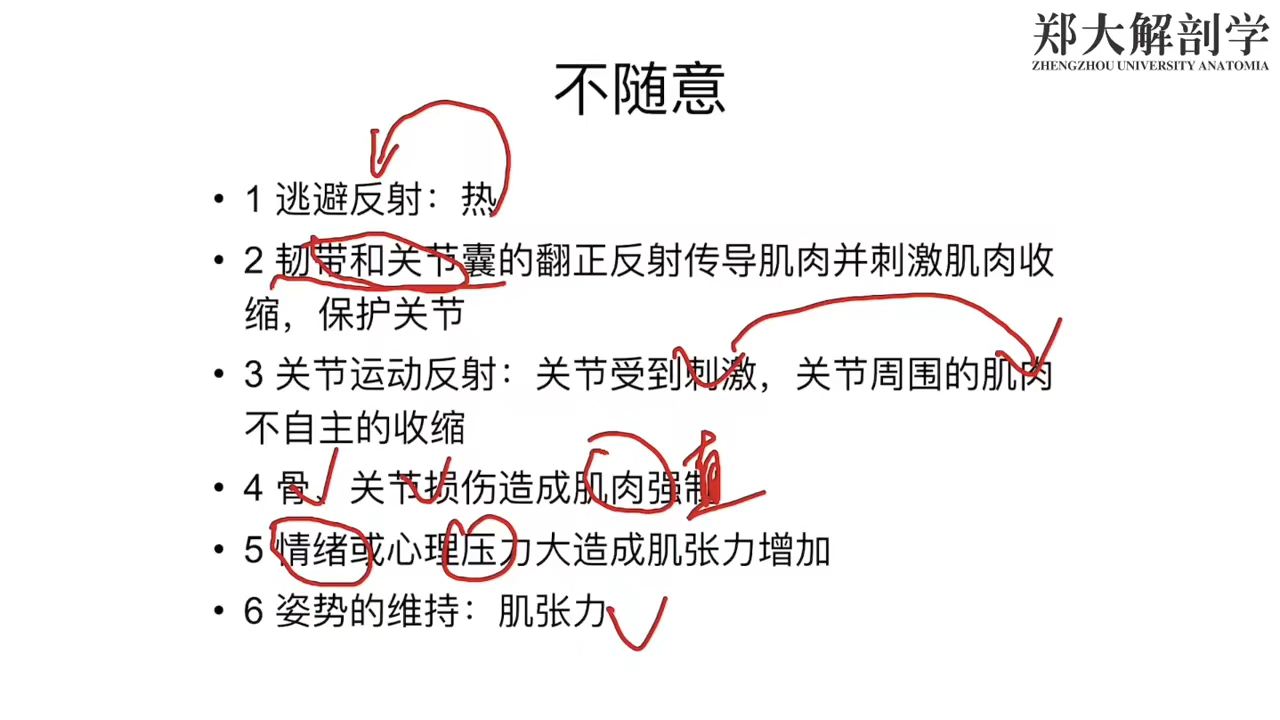 郑大解剖学
ZHENGZHOU UNIVERSITY ANATOMIA
不随意
• 1 逃避反射：热
• 2 韧带和关节囊的翻正反射传导肌肉并刺激肌肉收
缩，保护关节
• 3 关节运动反射：关节受到刺激，关节周围的肌肉
不自主的收缩
• 4 骨、关节损伤造成肌肉强制
直
• 5 情绪或心理压力大造成肌张力增加
• 6 姿势的维持：肌张力